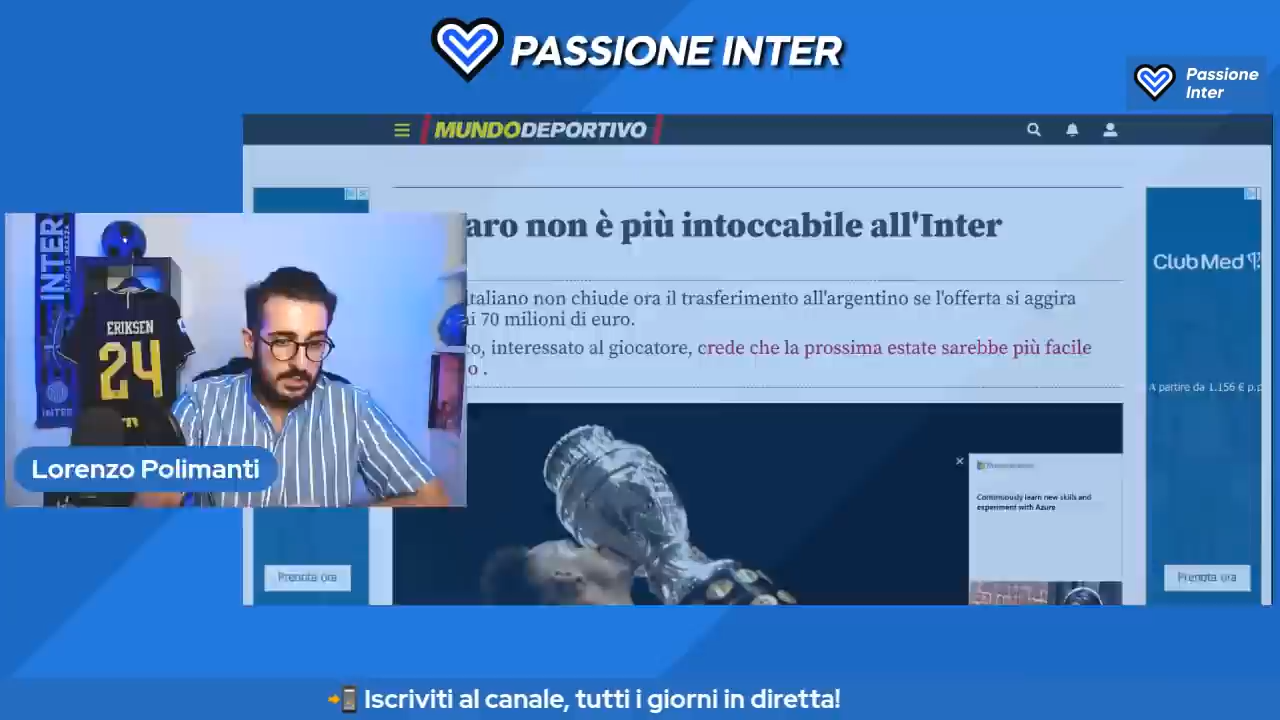 PASSIONE INTER
Passione
Inter
MUNDODEPORTIVO
aro non è più intoccabile all'Inter
italiano non chiude ora il trasferimento all'argentino se l'offerta si aggira
ai 70 milioni di euro.
co, interessato al giocatore, crede che la prossima estate sarebbe più facile
o .
INTER
ERIKSEN
24
INTER
Lorenzo Polimanti
Club Med
A partire da 1.156 € p.p
Continuously learn new skills and
experiment with Azure
Prenota ora
Prenota ora
Iscriviti al canale, tutti i giorni in diretta!